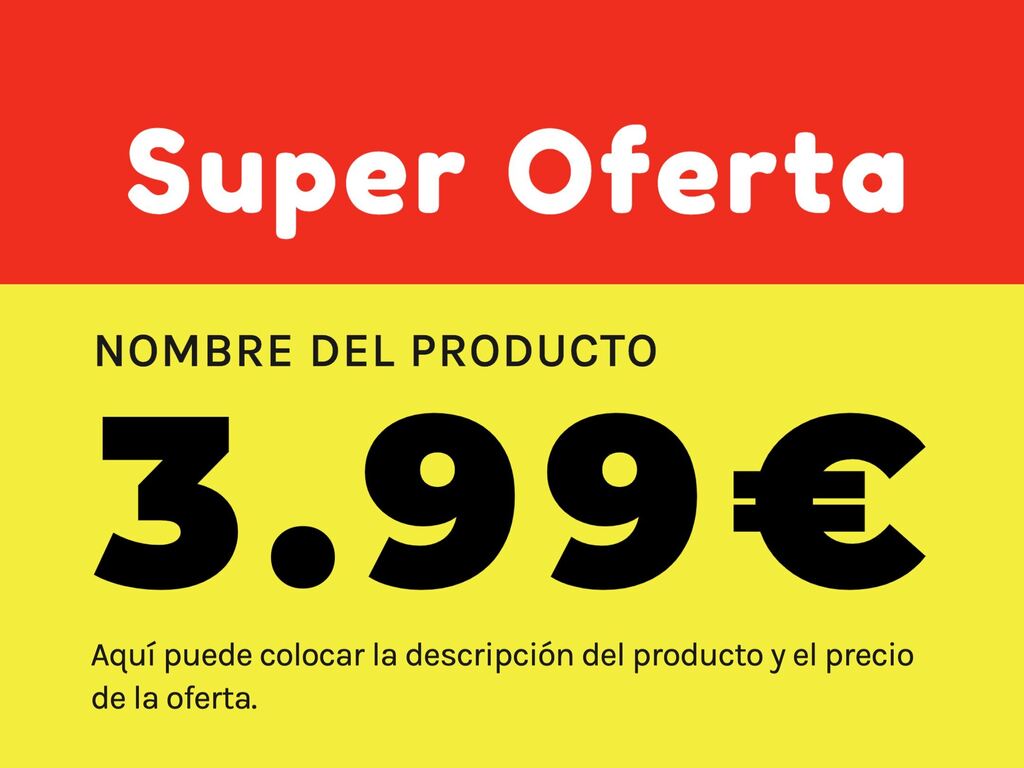 Super Oferta
NOMBRE DEL PRODUCTO
3.99€
Aquí puede colocar la descripción del producto y el precio
de la oferta.